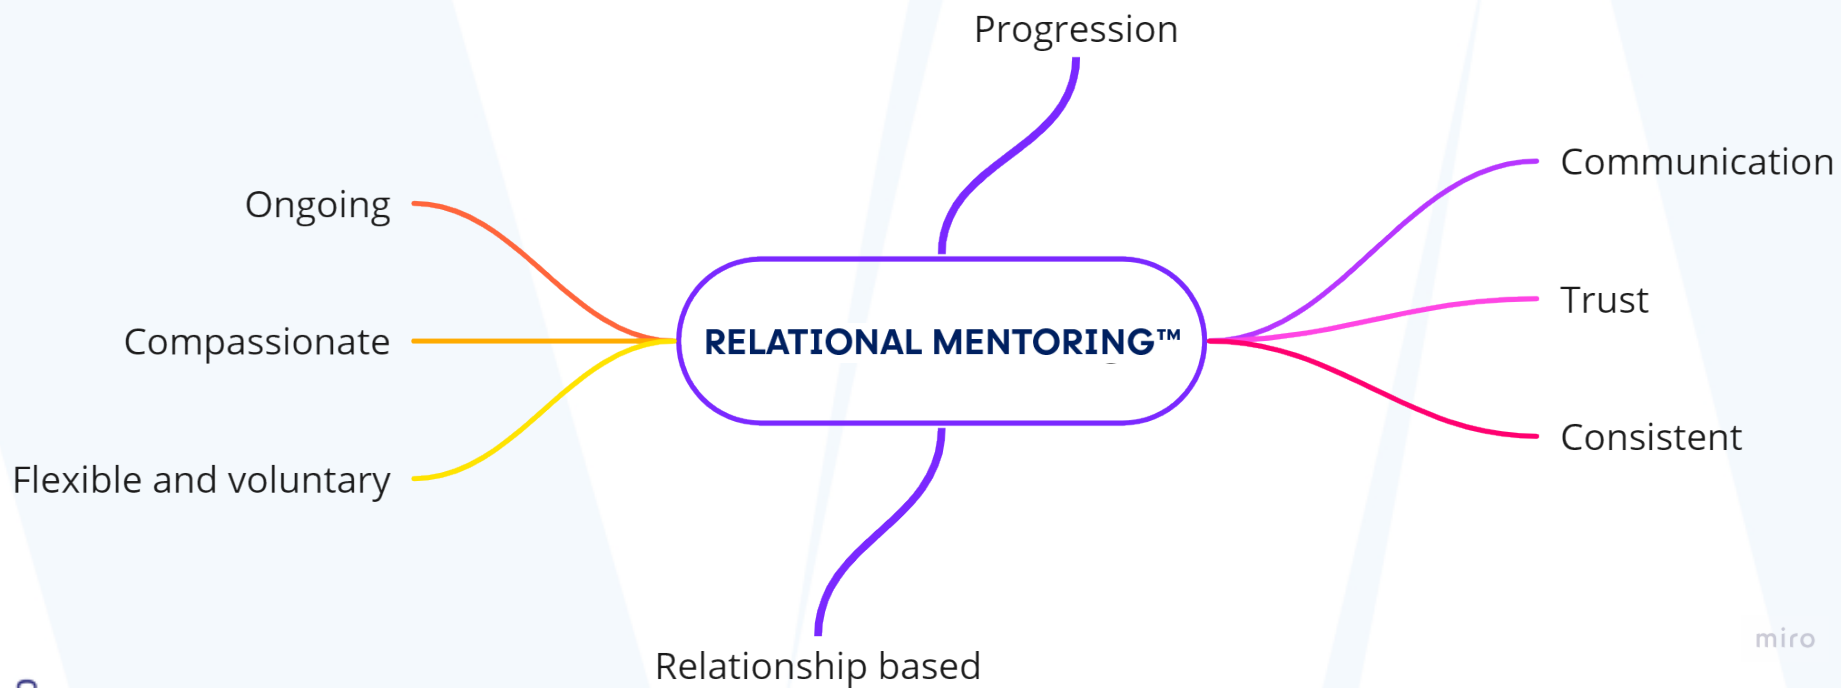 Progression
Communication
Ongoing
Trust
RELATIONAL MENTORING™
Compassionate
Consistent
Flexible and voluntary
Relationship based
miro